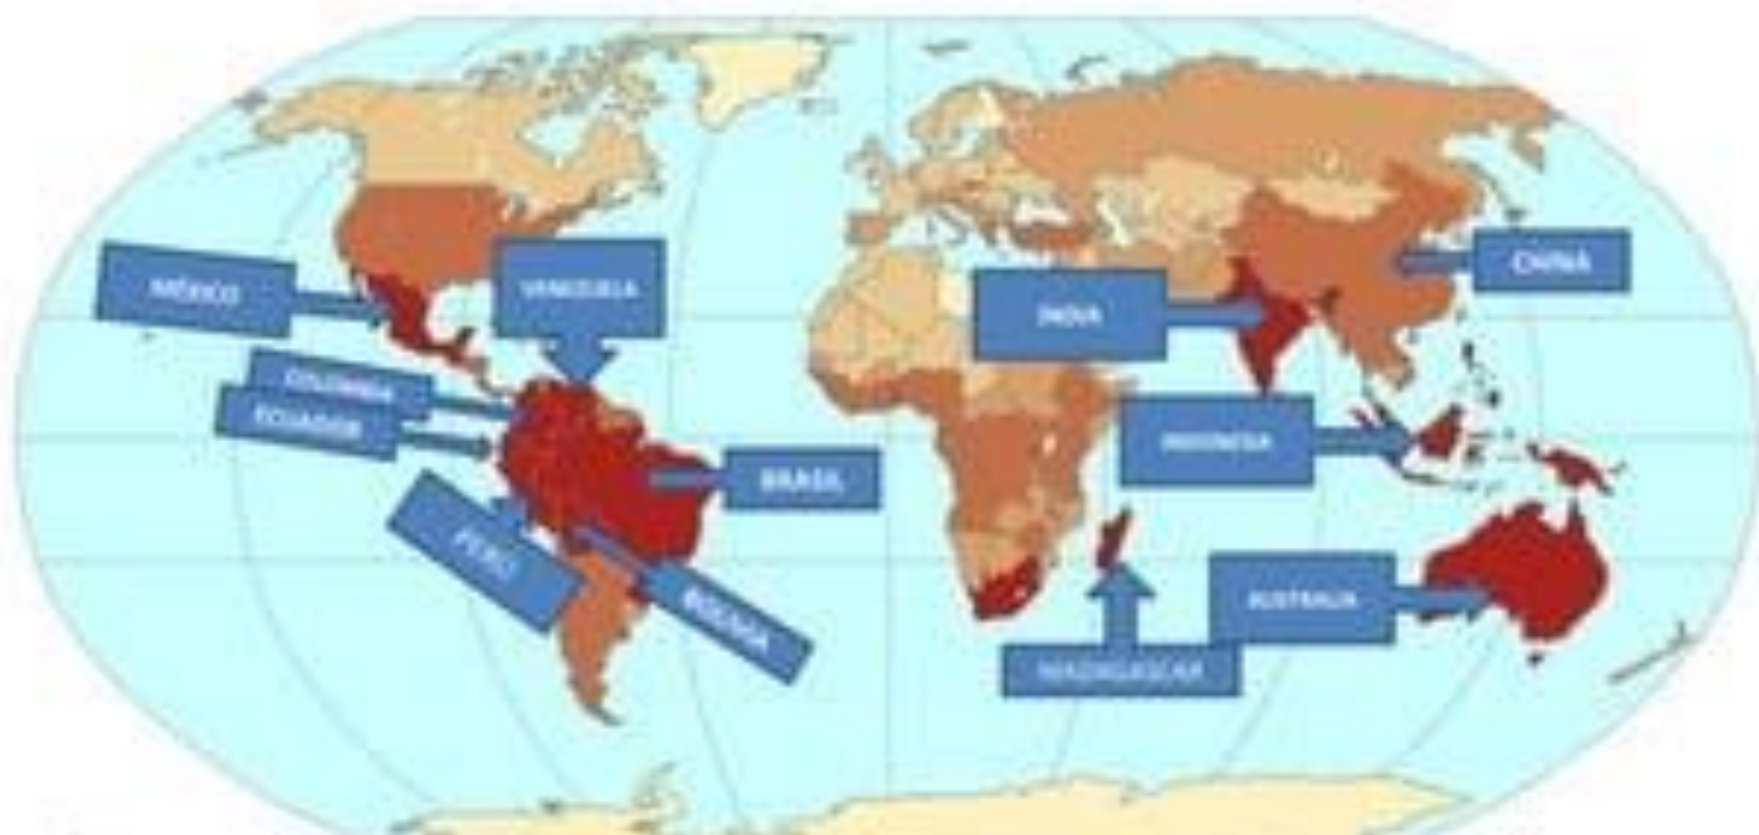 MÉXICO
VENEZUELA
CHINA
INDIA
COLOMBIA
ECUADOR
INDONESIA
BRASIL
PERÚ
BOLIVIA
AUSTRALIA
MADAGASCAR